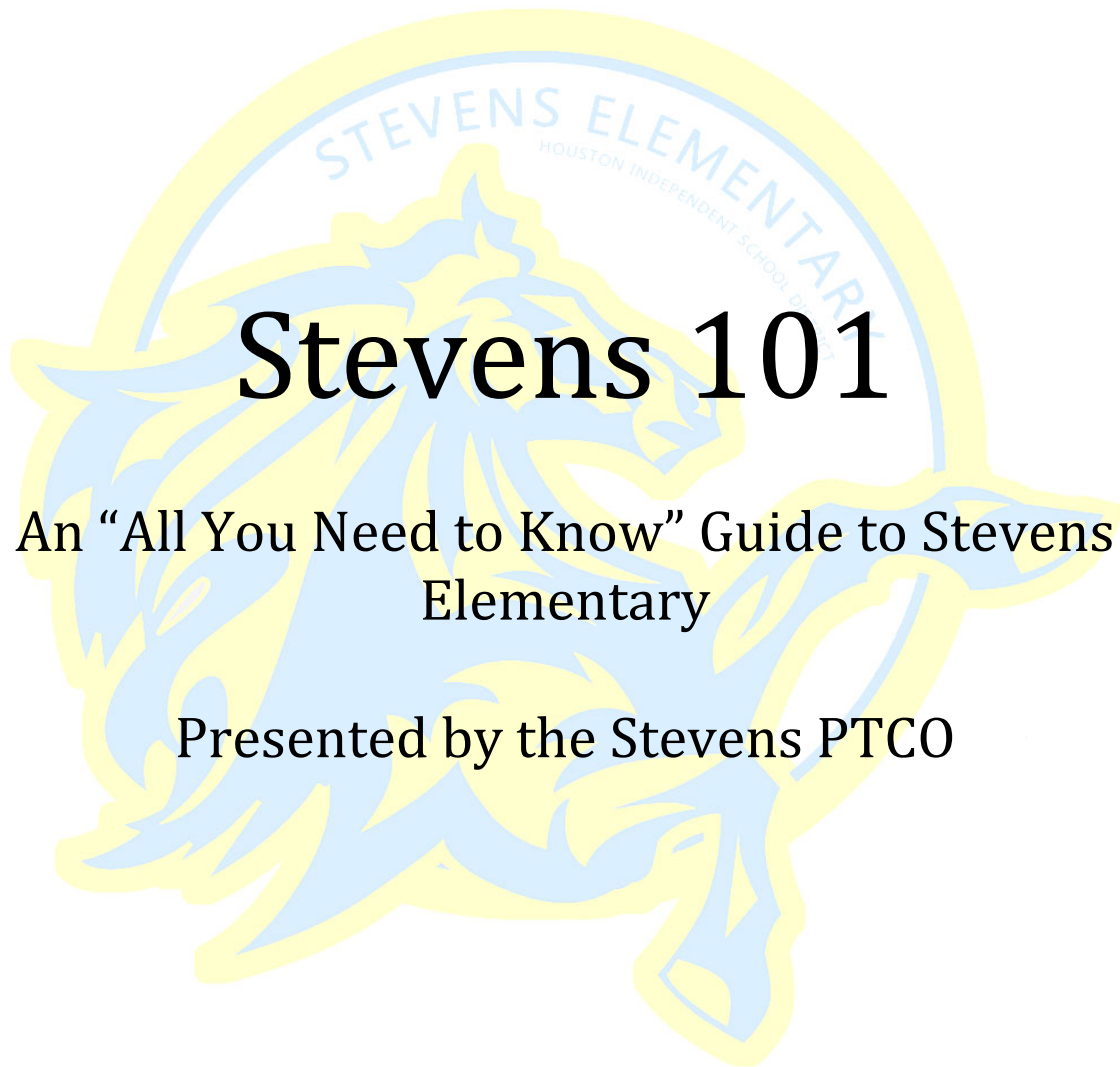 STEVENS ELEMENTARY
HOUSTON INDEPENDENT SCHOOL DISTRICT
Stevens 101
An “All You Need to Know” Guide to Stevens
Elementary
Presented by the Stevens PTCO